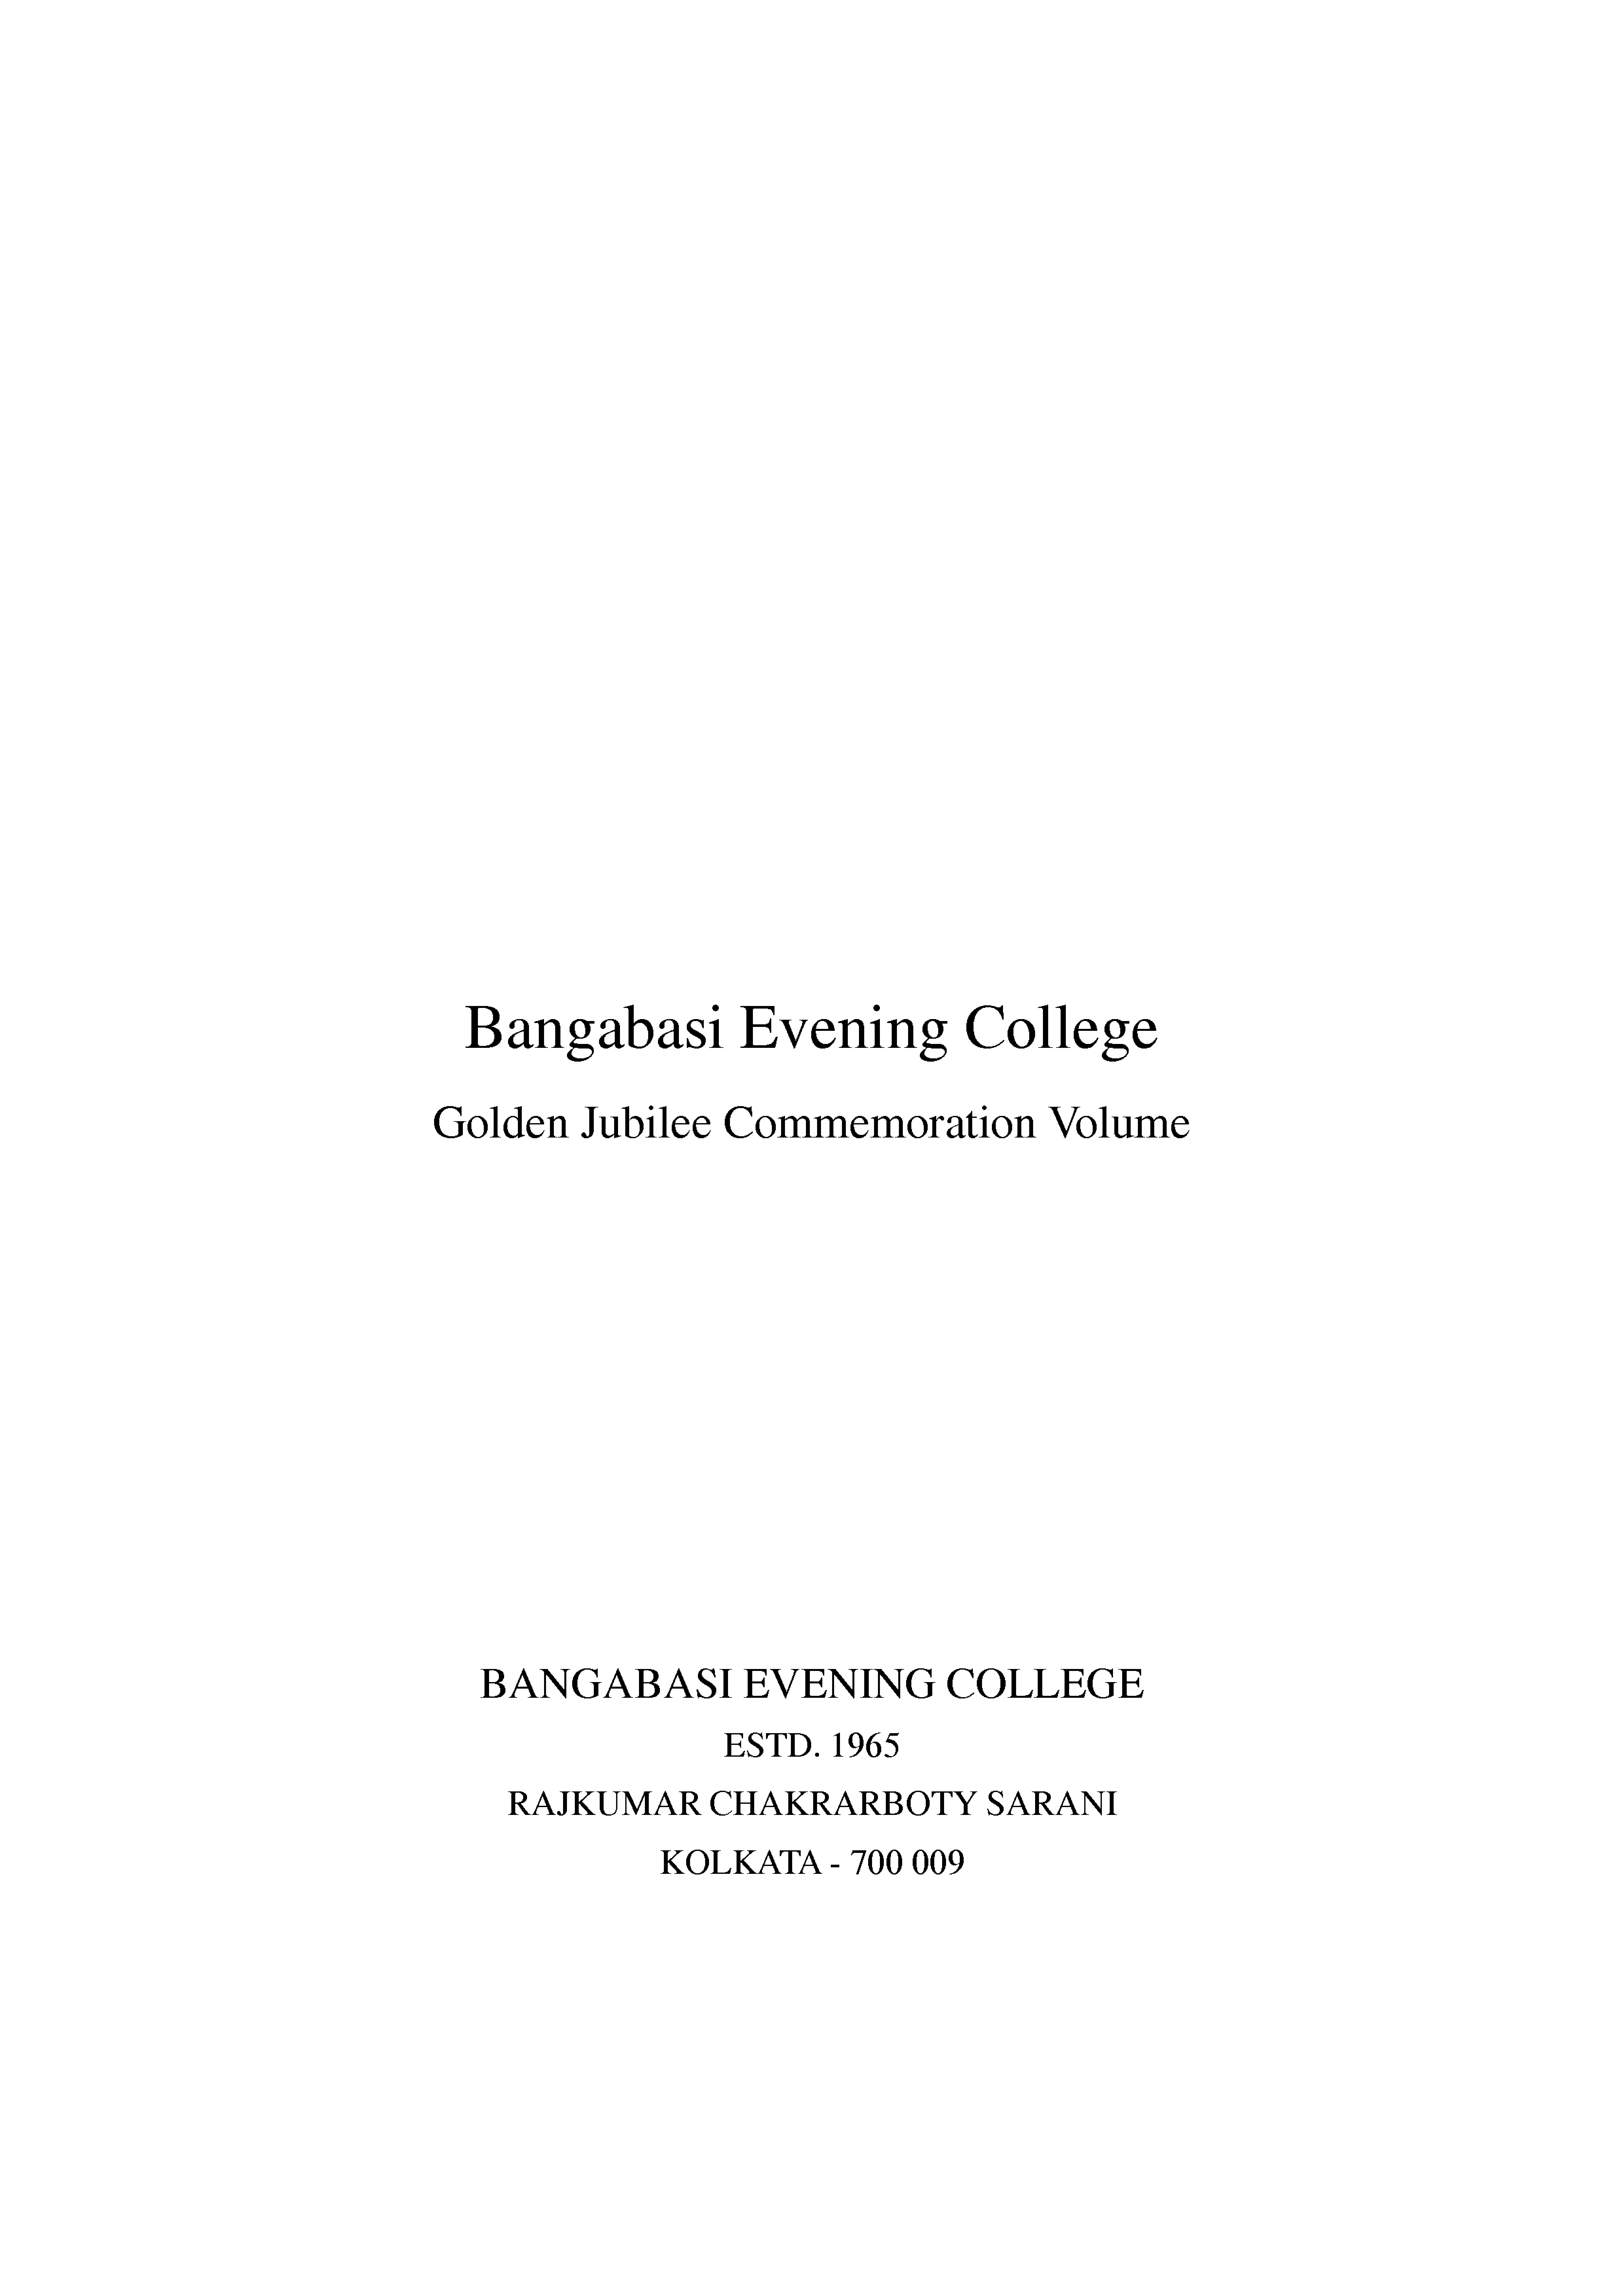 Bangabasi Evening College
Golden Jubilee Commemoration Volume
BANGABASI EVENING COLLEGE
ESTD. 1965
RAJKUMAR CHAKRARBOTY SARANI
KOLKATA - 700 009